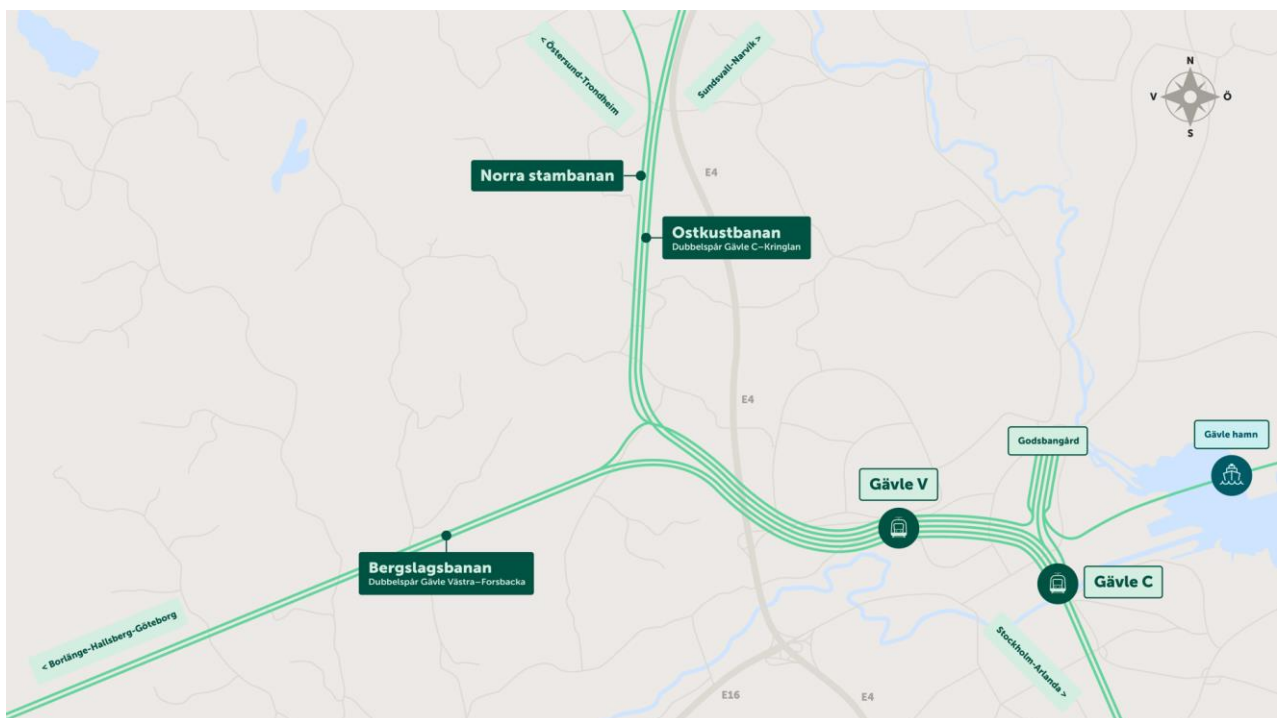 < Östersund-Trondheim
Sundsvall-Narvik >
N
V
Ö
S
Norra stambanan
E4
Ostkustbanan
Dubbelspår Gävle C–Kringlan
E4
Godsbangård
Gävle hamn
Gävle V
Bergslagsbanan
Dubbelspår Gävle Västra–Forsbacka
Gävle C
< Borlänge-Hallsberg-Göteborg
Stockholm-Arlanda >
E16
E4